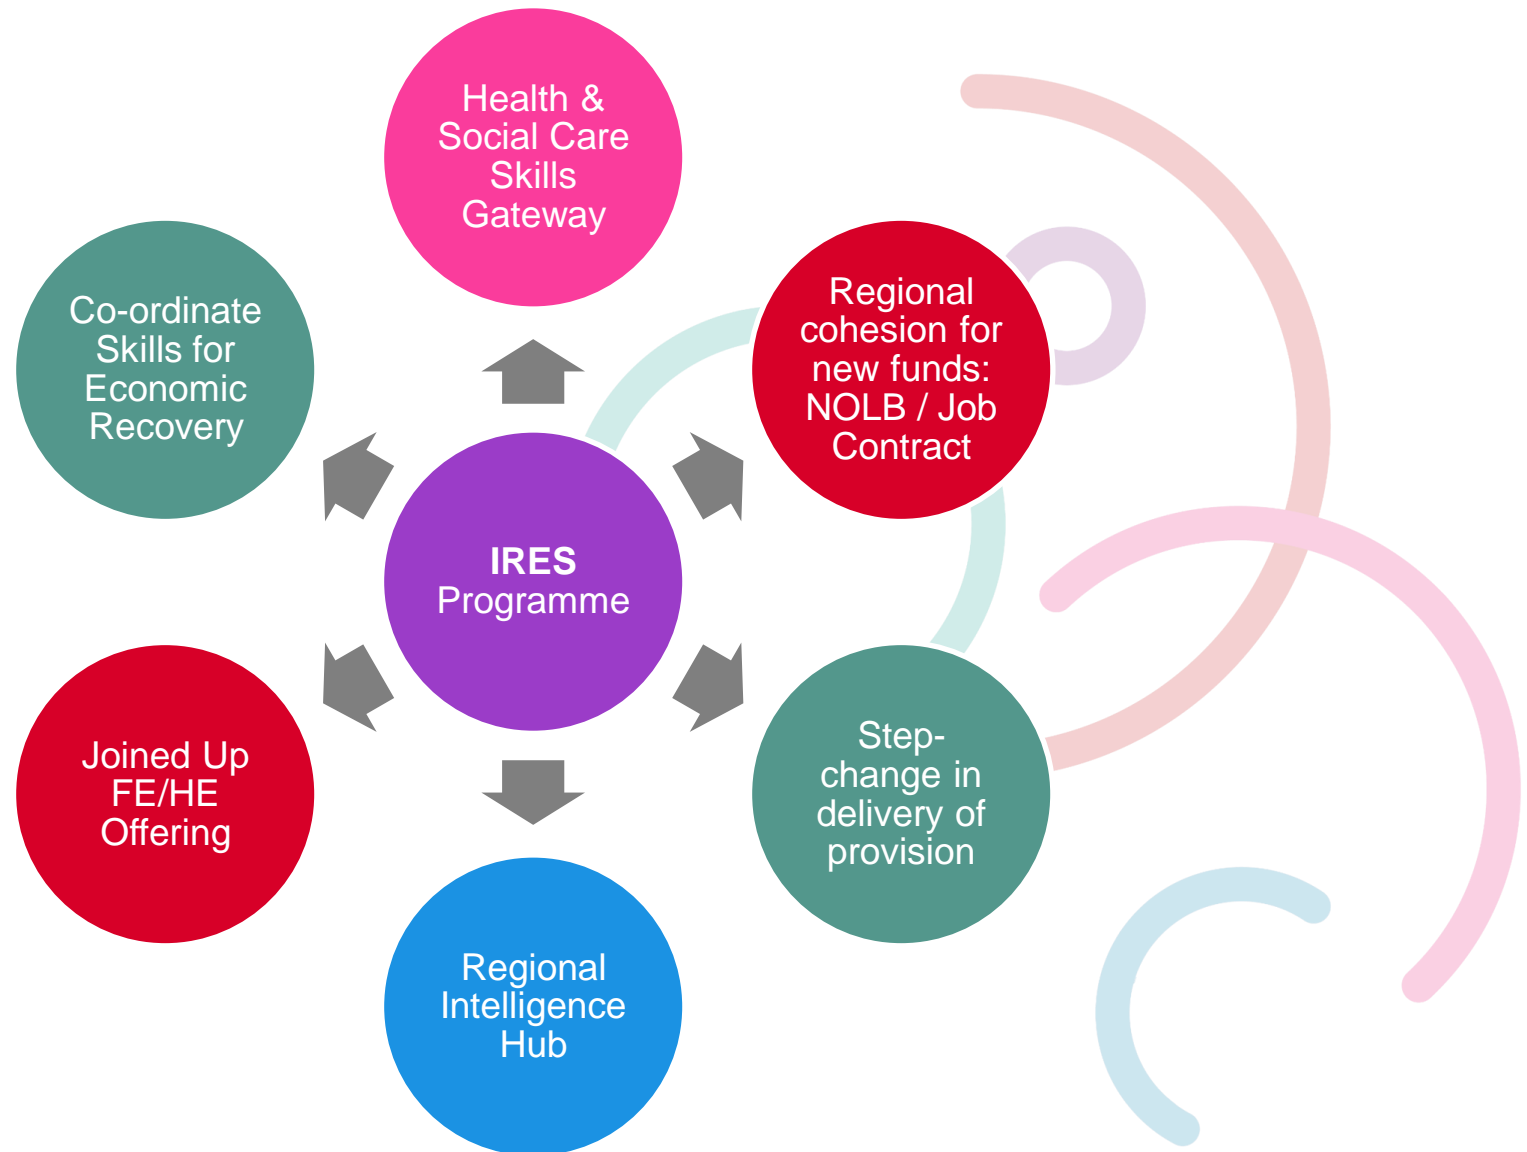 Health &
Social Care
Skills
Gateway
Regional
cohesion for
new funds:
NOLB / Job
Contract
Step-
change in
delivery of
provision
Regional
Intelligence
Hub
Joined Up
FE/HE
Offering
Co-ordinate
Skills for
Economic
Recovery
IRES
Programme